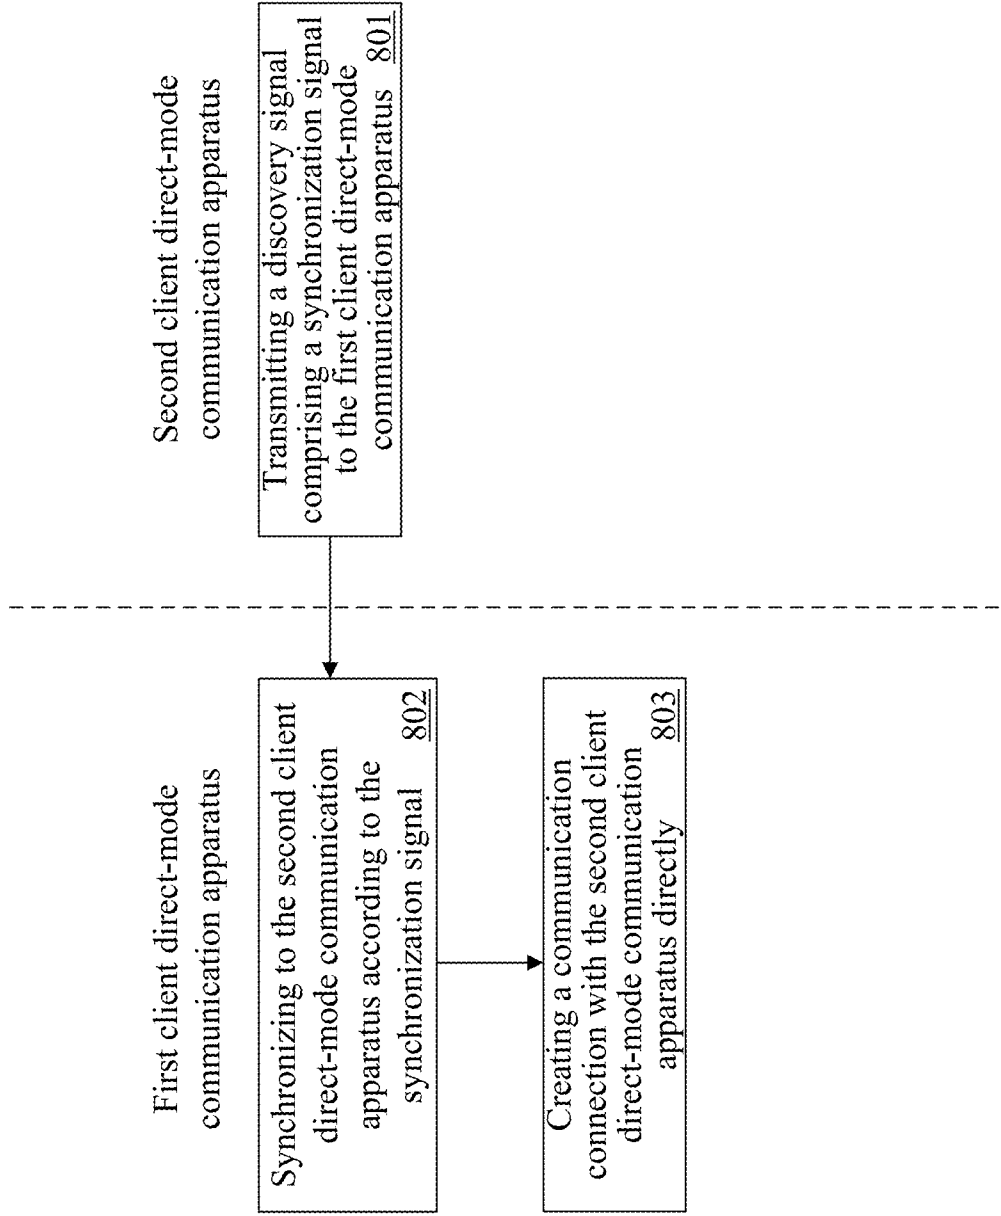 First client direct-mode
communication apparatus
Second client direct-mode
communication apparatus
Transmitting a discovery signal
comprising a synchronization signal
to the first client direct-mode
communication apparatus 801
Synchronizing to the second client
direct-mode communication
apparatus according to the
synchronization signal 802
Creating a communication
connection with the second client
direct-mode communication
apparatus directly 803